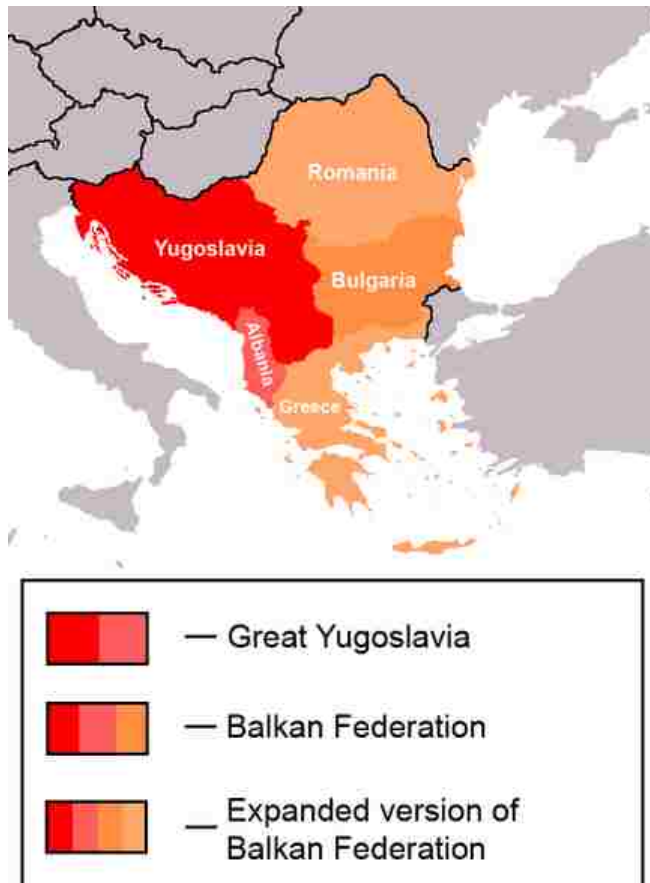 Romania
Yugoslavia
Bulgaria
Albania
Greece
— Great Yugoslavia
— Balkan Federation
— Expanded version of
Balkan Federation